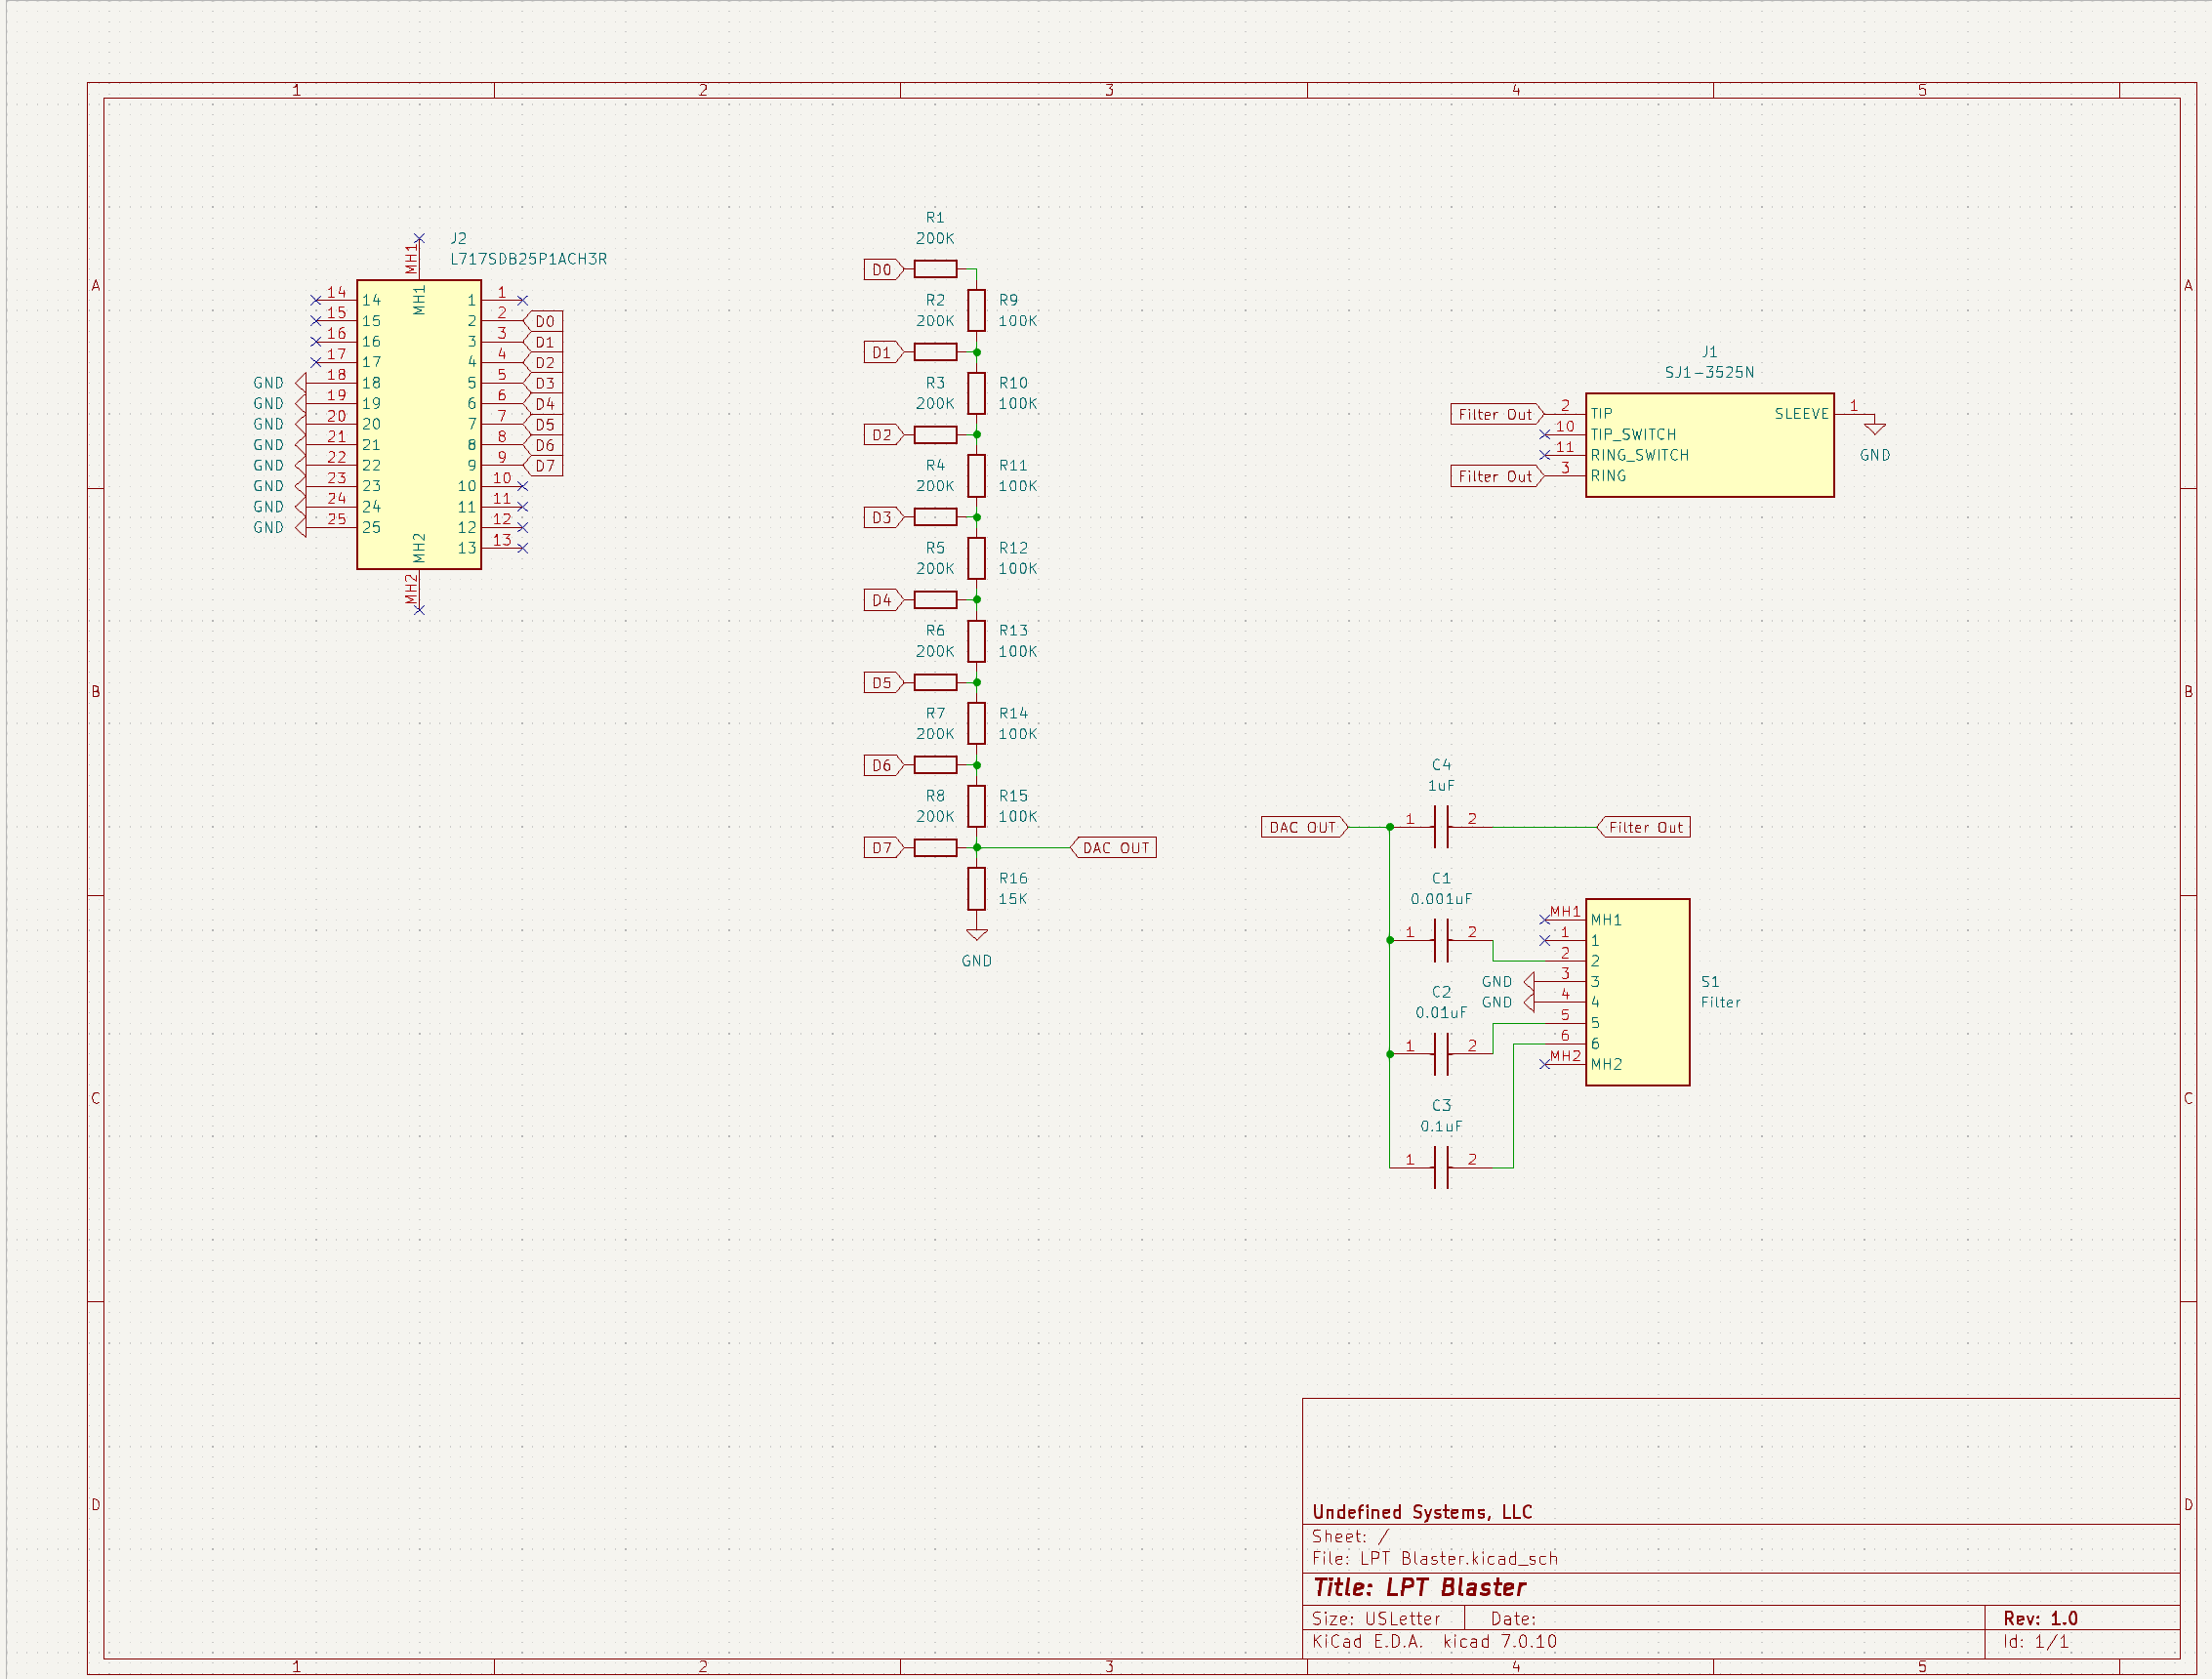 1 2 3 4 5
A A
B B
C C
D D
J2
L717SDB25P1ACH3R
MH1
MH1
14 14 1 1
15 15 2 2 D0
16 16 3 3 D1
17 17 4 4 D2
GND 18 18 5 5 D3
GND 19 19 6 6 D4
GND 20 20 7 7 D5
GND 21 21 8 8 D6
GND 22 22 9 9 D7
GND 23 23 10 10
GND 24 24 11 11
GND 25 25 12 12
13 13
MH2
MH2
R1
200K
D0
R2 R9
200K 100K
D1
R3 R10
200K 100K
D2
R4 R11
200K 100K
D3
R5 R12
200K 100K
D4
R6 R13
200K 100K
D5
R7 R14
200K 100K
D6
R8 R15
200K 100K
D7 DAC OUT
R16
15K
GND
J1
SJ1-3525N
Filter Out 2 TIP SLEEVE 1
10 TIP_SWITCH
11 RING_SWITCH
Filter Out 3 RING
GND
C4
1uF
DAC OUT 1 2 Filter Out
C1
0.001uF
1 2
C2
0.01uF
1 2
C3
0.1uF
1 2
MH1 MH1
1 1
2 2
GND 3 3
GND 4 4
5 5
6 6
MH2 MH2
S1
Filter
Undefined Systems, LLC
Sheet: /
File: LPT Blaster.kicad_sch
Title: LPT Blaster
Size: USLetter Date: Rev: 1.0
KiCad E.D.A. kicad 7.0.10 Id: 1/1
1 2 3 4 5